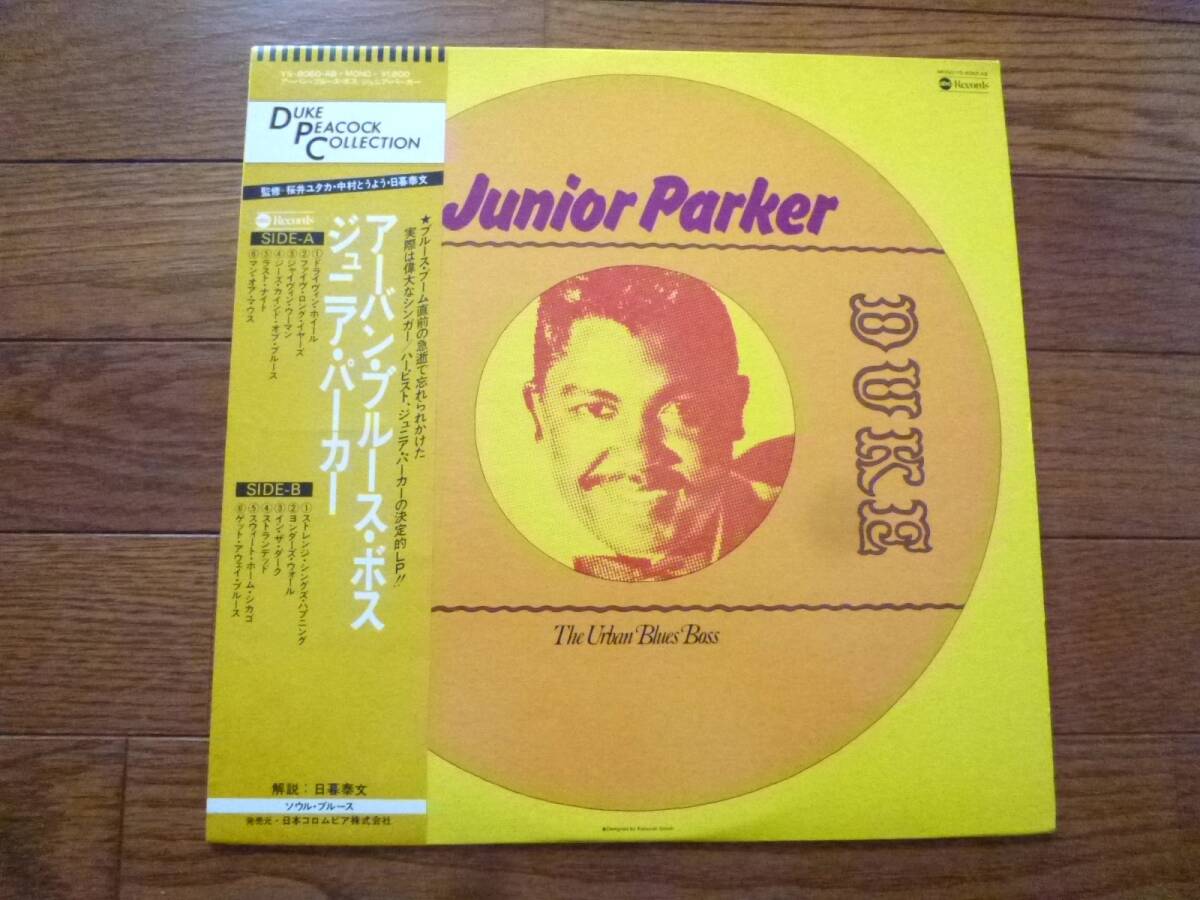 YS-8060-AB・MONO・¥1,800
アーバン・ブルース・ボス/ジュニア・パーカー
DUKE
PEACOCK
COLLECTION
監修=桜井ユタカ・中村とうよう・日暮泰文
abc Records
★ブルース・ブーム直前の急逝で忘れられかけた
実際は偉大なシンガー/ハーピスト、ジュニア・パーカーの決定的LP!!
アーバン・ブルース・ボス
ジュニア・パーカー
SIDE-A
①ドライヴィン・ホイール
②ファイヴ・ロング・イヤーズ
③ジャイヴィン・ウーマン
④ジーズ・カインド・オブ・ブルース
⑤ラスト・ナイト
⑥マン・オア・マウス
SIDE-B
①ストレンジ・シングズ・ハプニング
②ヨンダーズ・ウォール
③イン・ザ・ダーク
④ストランデッド
⑤スウィート・ホーム・シカゴ
⑥ゲット・アウェイ・ブルース
解説：日暮泰文
ソウル・ブルース
発売元・日本コロムビア株式会社
MONO YS-8060-AB
abc Records
Junior Parker
DUKE
The Urban Blues Boss